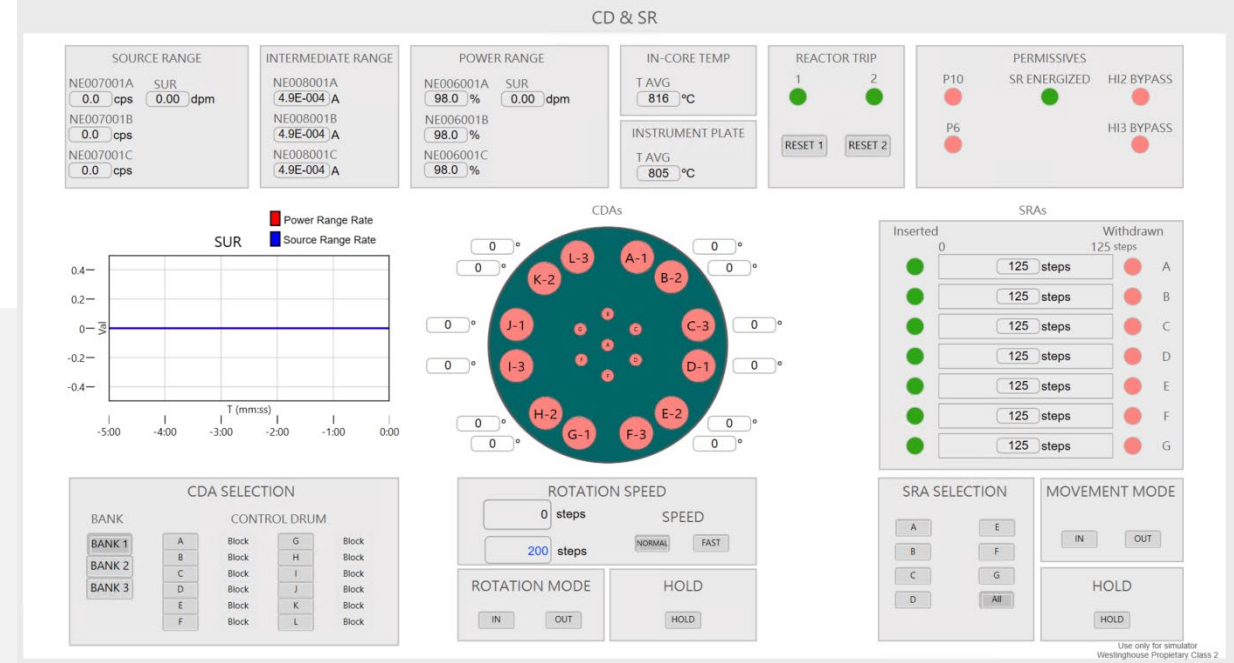 CD & SR
SOURCE RANGE
NE007001A SUR
0.0 cps 0.00 dpm
NE007001B
0.0 cps
NE007001C
0.0 cps
INTERMEDIATE RANGE
NE008001A
4.9E-004 A
NE008001B
4.9E-004 A
NE008001C
4.9E-004 A
POWER RANGE
NE006001A SUR
98.0 % 0.00 dpm
NE006001B
98.0 %
NE006001C
98.0 %
IN-CORE TEMP
T AVG
816 ºC
INSTRUMENT PLATE
T AVG
805 ºC
REACTOR TRIP
1 2
RESET 1 RESET 2
PERMISSIVES
P10 SR ENERGIZED HI2 BYPASS
P6 HI3 BYPASS
Power Range Rate
Source Range Rate
SUR
0.4
0.2
0
-0.2
-0.4
Val
T (mm:ss)
-5:00 -4:00 -3:00 -2:00 -1:00 0:00
CDAs
0 º L-3 A-1 0 º
0 º K-2 B-2 0 º
0 º J-1 C-3 0 º
B
G C
A
F D
0 º I-3 D-1 0 º
0 º H-2 E-2 0 º
0 º G-1 F-3 0 º
SRAs
Inserted Withdrawn
0 125 steps
125 steps A
125 steps B
125 steps C
125 steps D
125 steps E
125 steps F
125 steps G
CDA SELECTION
BANK CONTROL DRUM
BANK 1
BANK 2
BANK 3
A Block G Block
B Block H Block
C Block I Block
D Block J Block
E Block K Block
F Block L Block
ROTATION SPEED
0 steps SPEED
200 steps NORMAL FAST
ROTATION MODE
IN OUT
HOLD
HOLD
SRA SELECTION
A E
B F
C G
D All
MOVEMENT MODE
IN OUT
HOLD
HOLD
Use only for simulator
Westinghouse Propietary Class 2